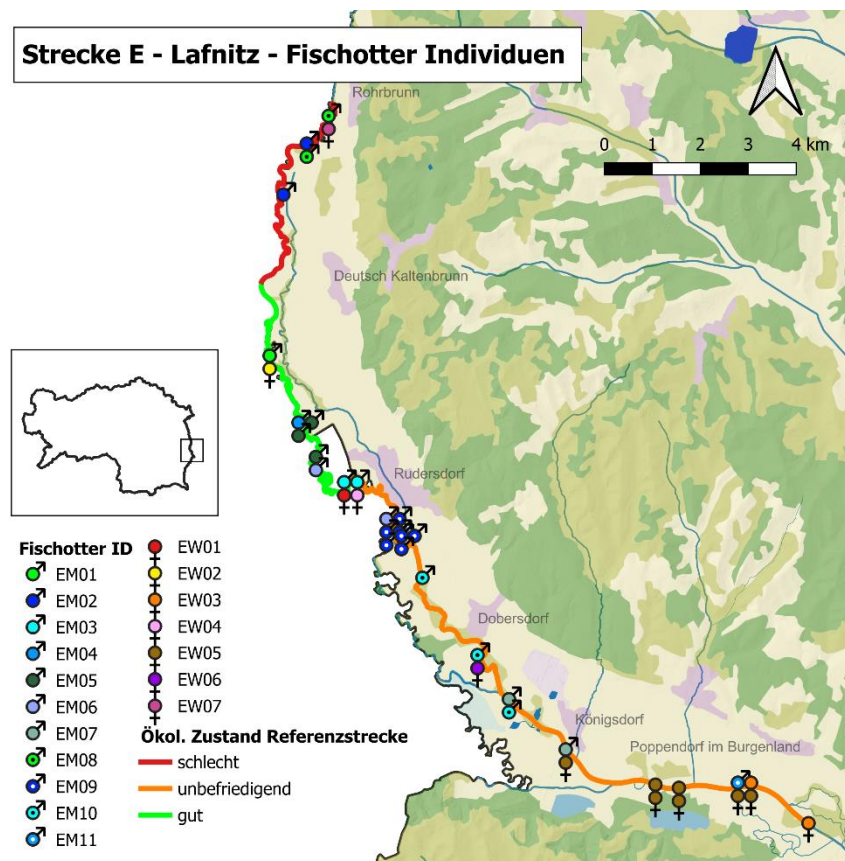 Strecke E - Lafnitz - Fischotter Individuen
Rohrbrunn
0 1 2 3 4 km
Deutsch Kaltenbrunn
Rudersdorf
Dobersdorf
Königsdorf
Poppendorf im Burgenland
Fischotter ID
EM01
EM02
EM03
EM04
EM05
EM06
EM07
EM08
EM09
EM10
EM11
EW01
EW02
EW03
EW04
EW05
EW06
EW07
Ökol. Zustand Referenzstrecke
schlecht
unbefriedigend
gut